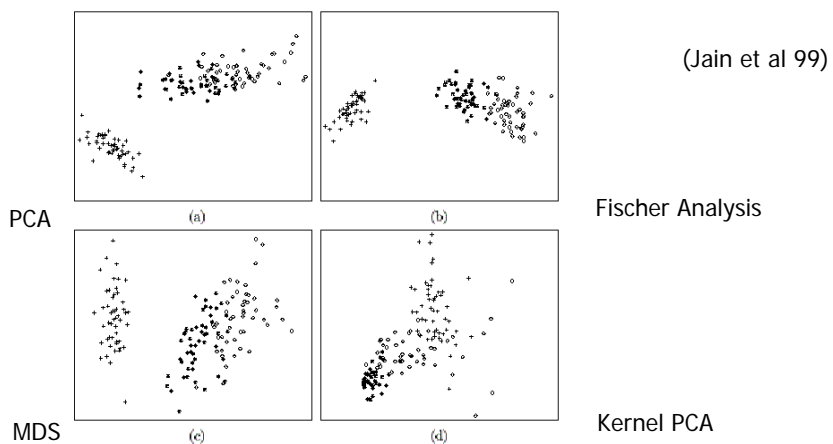 (Jain et al 99)
PCA
(a)
(b)
Fischer Analysis
MDS
(c)
(d)
Kernel PCA